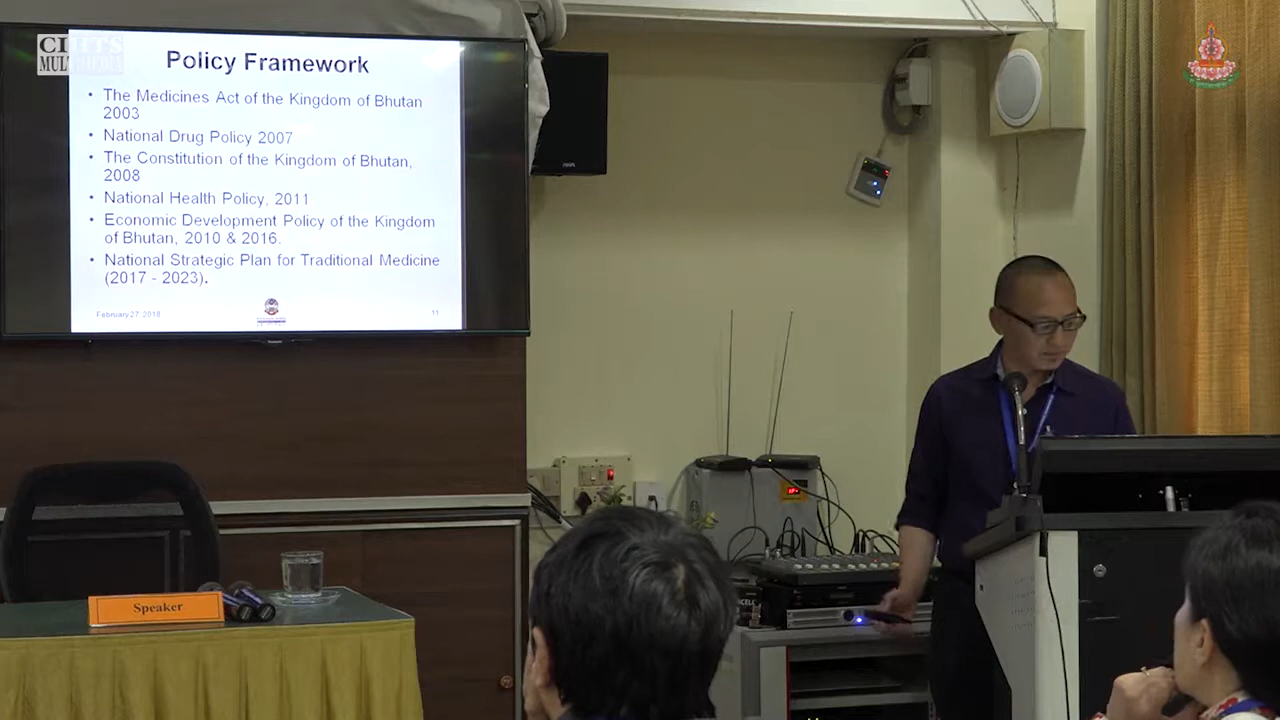 CIHTS
MULTIMEDIA
Policy Framework
• The Medicines Act of the Kingdom of Bhutan
2003
• National Drug Policy 2007
• The Constitution of the Kingdom of Bhutan,
2008
• National Health Policy, 2011
• Economic Development Policy of the Kingdom
of Bhutan, 2010 & 2016.
• National Strategic Plan for Traditional Medicine
(2017 - 2023).
February 27, 2018
11
Speaker